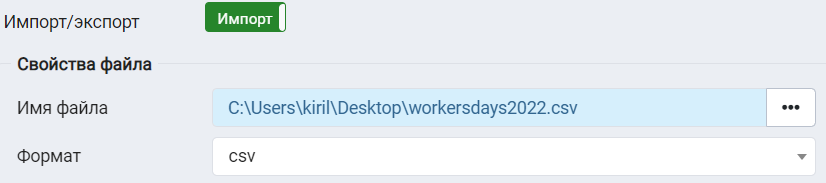 Импорт/экспорт Импорт
Свойства файла
Имя файла C:\Users\kiril\Desktop\workersdays2022.csv •••
Формат csv